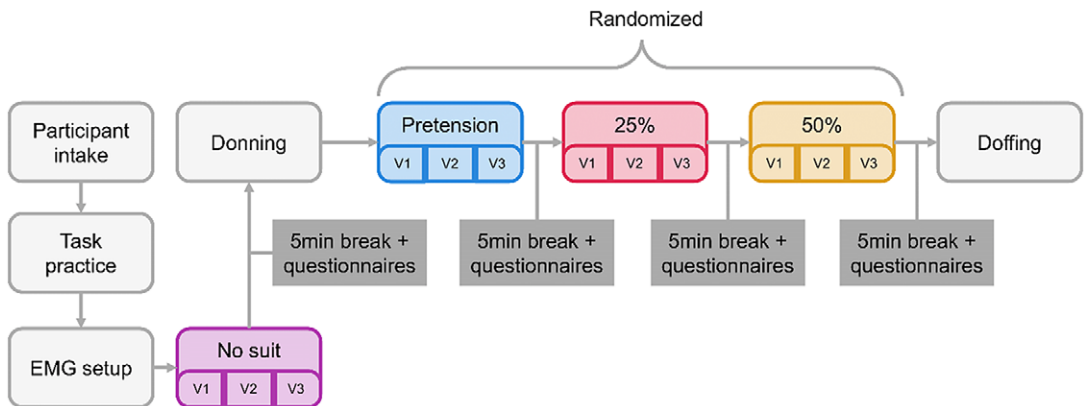 Randomized
Participant
intake
Donning
Pretension
V1 V2 V3
25%
V1 V2 V3
50%
V1 V2 V3
Doffing
Task
practice
5min break +
questionnaires
5min break +
questionnaires
5min break +
questionnaires
5min break +
questionnaires
EMG setup
No suit
V1 V2 V3